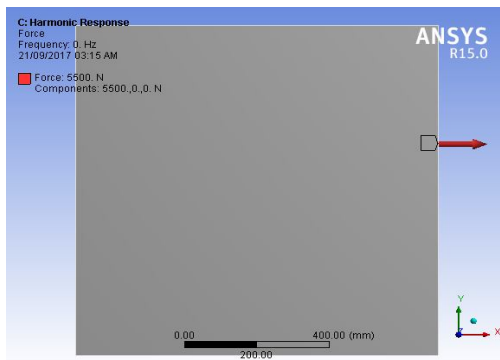 C: Harmonic Response
Force
Frequency: 0. Hz
21/09/2017 03:15 AM
Force: 5500. N
Components: 5500.,0.,0. N
ANSYS
R15.0
0.00 400.00 (mm)
200.00
Y
Z X